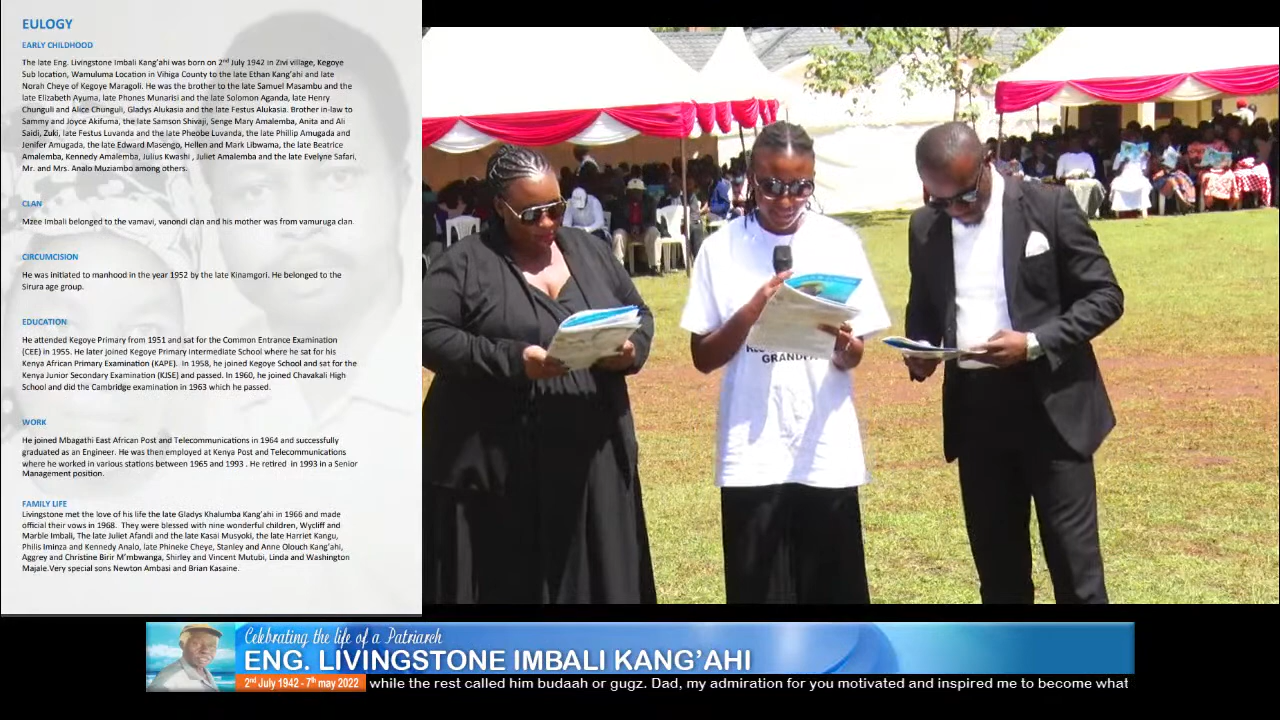 EULOGY
EARLY CHILDHOOD
The late Eng. Livingstone Imbali Kang'ahi was born on 2nd July 1942 in Zivi village, Kegoye
Sub location, Wamuluma Location in Vihiga County to the late Ethan Kang'ahi and late
Norah Cheye of Kegoye Maragoli. He was the brother to the late Samuel Masambu and the
late Elizabeth Ayuma, late Phones Munarisi and the late Solomon Aganda, late Henry
Chunguli and Alice Chunguli, Gladys Alukasia and the late Festus Alukasia. Brother in-law to
Sammy and Joyce Akifuma, the late Samson Shivaji, Senge Mary Amalemba, Anita and Ali
Saidi, Zuki, late Festus Luvanda and the late Pheobe Luvanda, the late Phillip Amugada and
Jenifer Amugada, the late Edward Masengo, Hellen and Mark Libwama, the late Beatrice
Amalemba, Kennedy Amalemba, Julius Kwashi , Juliet Amalemba and the late Evelyne Safari,
Mr. and Mrs. Analo Muziambo among others.
CLAN
Mzee Imbali belonged to the vamavi, vanondi clan and his mother was from vamuruga clan
CIRCUMCISION
He was initiated to manhood in the year 1952 by the late Kinamgori. He belonged to the
Sirura age group.
EDUCATION
He attended Kegoye Primary from 1951 and sat for the Common Entrance Examination
(CEE) in 1955. He later joined Kegoye Primary Intermediate School where he sat for his
Kenya African Primary Examination (KAPE).  In 1958, he joined Kegoye School and sat for the
Kenya Junior Secondary Examination (KJSE) and passed. In 1960, he joined Chavakali High
School and did the Cambridge examination in 1963 which he passed.
WORK
He joined Mbagathi East African Post and Telecommunications in 1964 and successfully
graduated as an Engineer. He was then employed at Kenya Post and Telecommunications
where he worked in various stations between 1965 and 1993 . He retired  in 1993 in a Senior
Management position.
FAMILY LIFE
Livingstone met the love of his life the late Gladys Khalumba Kang'ahi in 1966 and made
official their vows in 1968.  They were blessed with nine wonderful children, Wycliff and
Marble Imbali, The late Juliet Afandi and the late Kasai Musyoki, the late Harriet Kangu,
Philis Iminza and Kennedy Analo, late Phineke Cheye, Stanley and Anne Olouch Kang'ahi,
Aggrey and Christine Birir M'mbwanga, Shirley and Vincent Mutubi, Linda and Washington
Majale.Very special sons Newton Ambasi and Brian Kasaine.
Celebrating the life of a Patriarch
ENG. LIVINGSTONE IMBALI KANG'AHI
2nd July 1942 - 7th may 2022
while the rest called him budaah or gugz. Dad, my admiration for you motivated and inspired me to become what